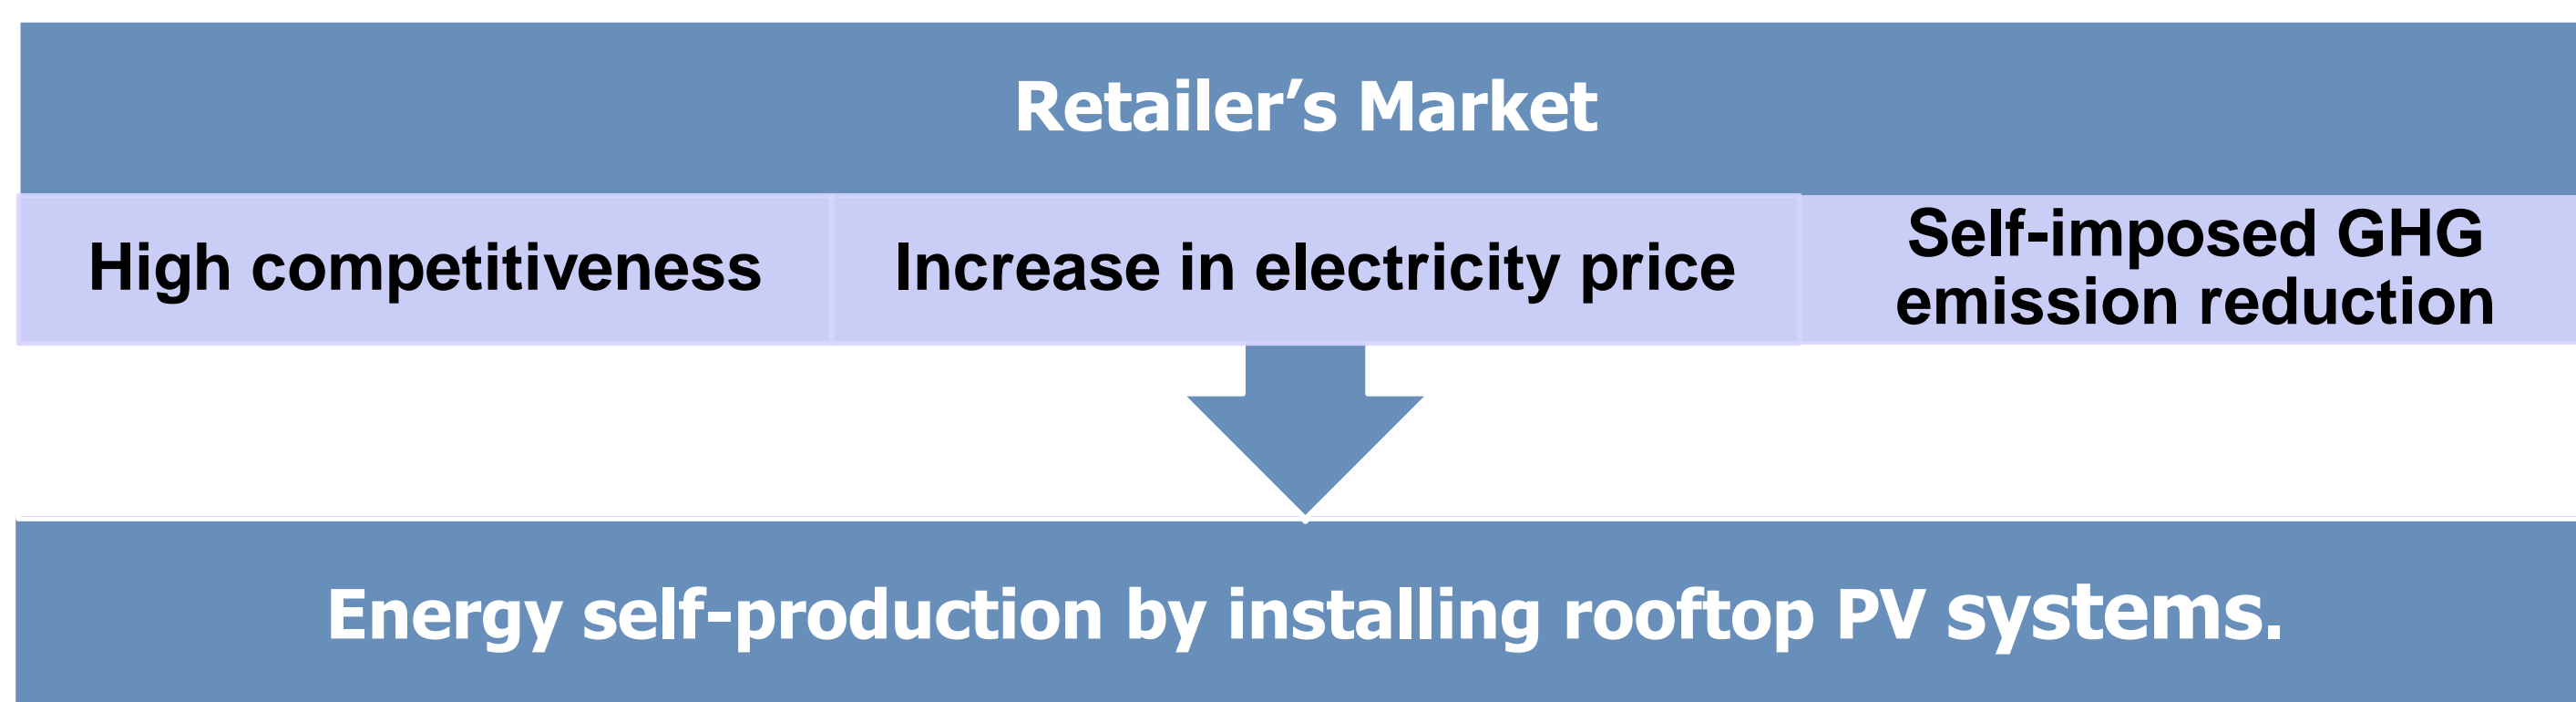 Retailer’s Market
High competitiveness
Increase in electricity price
Self-imposed GHG
emission reduction
Energy self-production by installing rooftop PV systems.